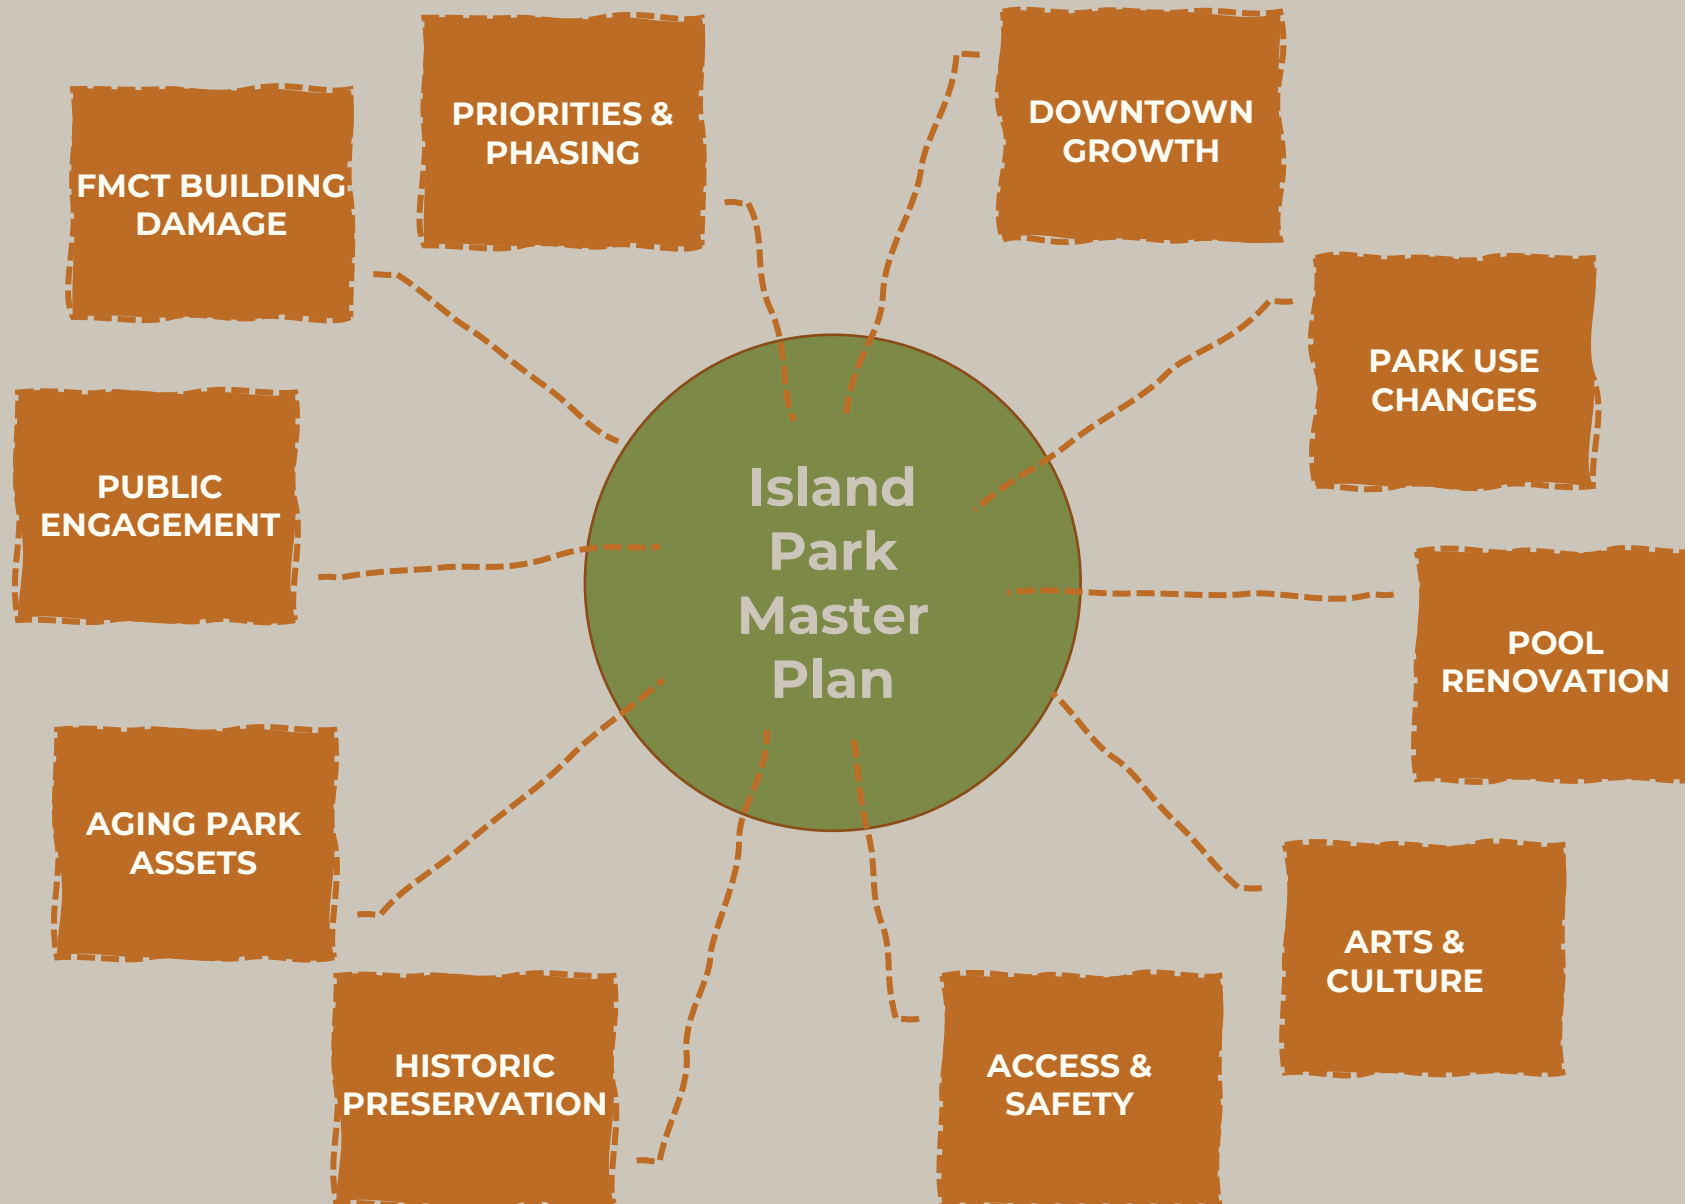 PRIORITIES &
PHASING
DOWNTOWN
GROWTH
FMCT BUILDING
DAMAGE
PARK USE
CHANGES
PUBLIC
ENGAGEMENT
Island
Park
Master
Plan
POOL
RENOVATION
AGING PARK
ASSETS
ARTS &
CULTURE
HISTORIC
PRESERVATION
ACCESS &
SAFETY